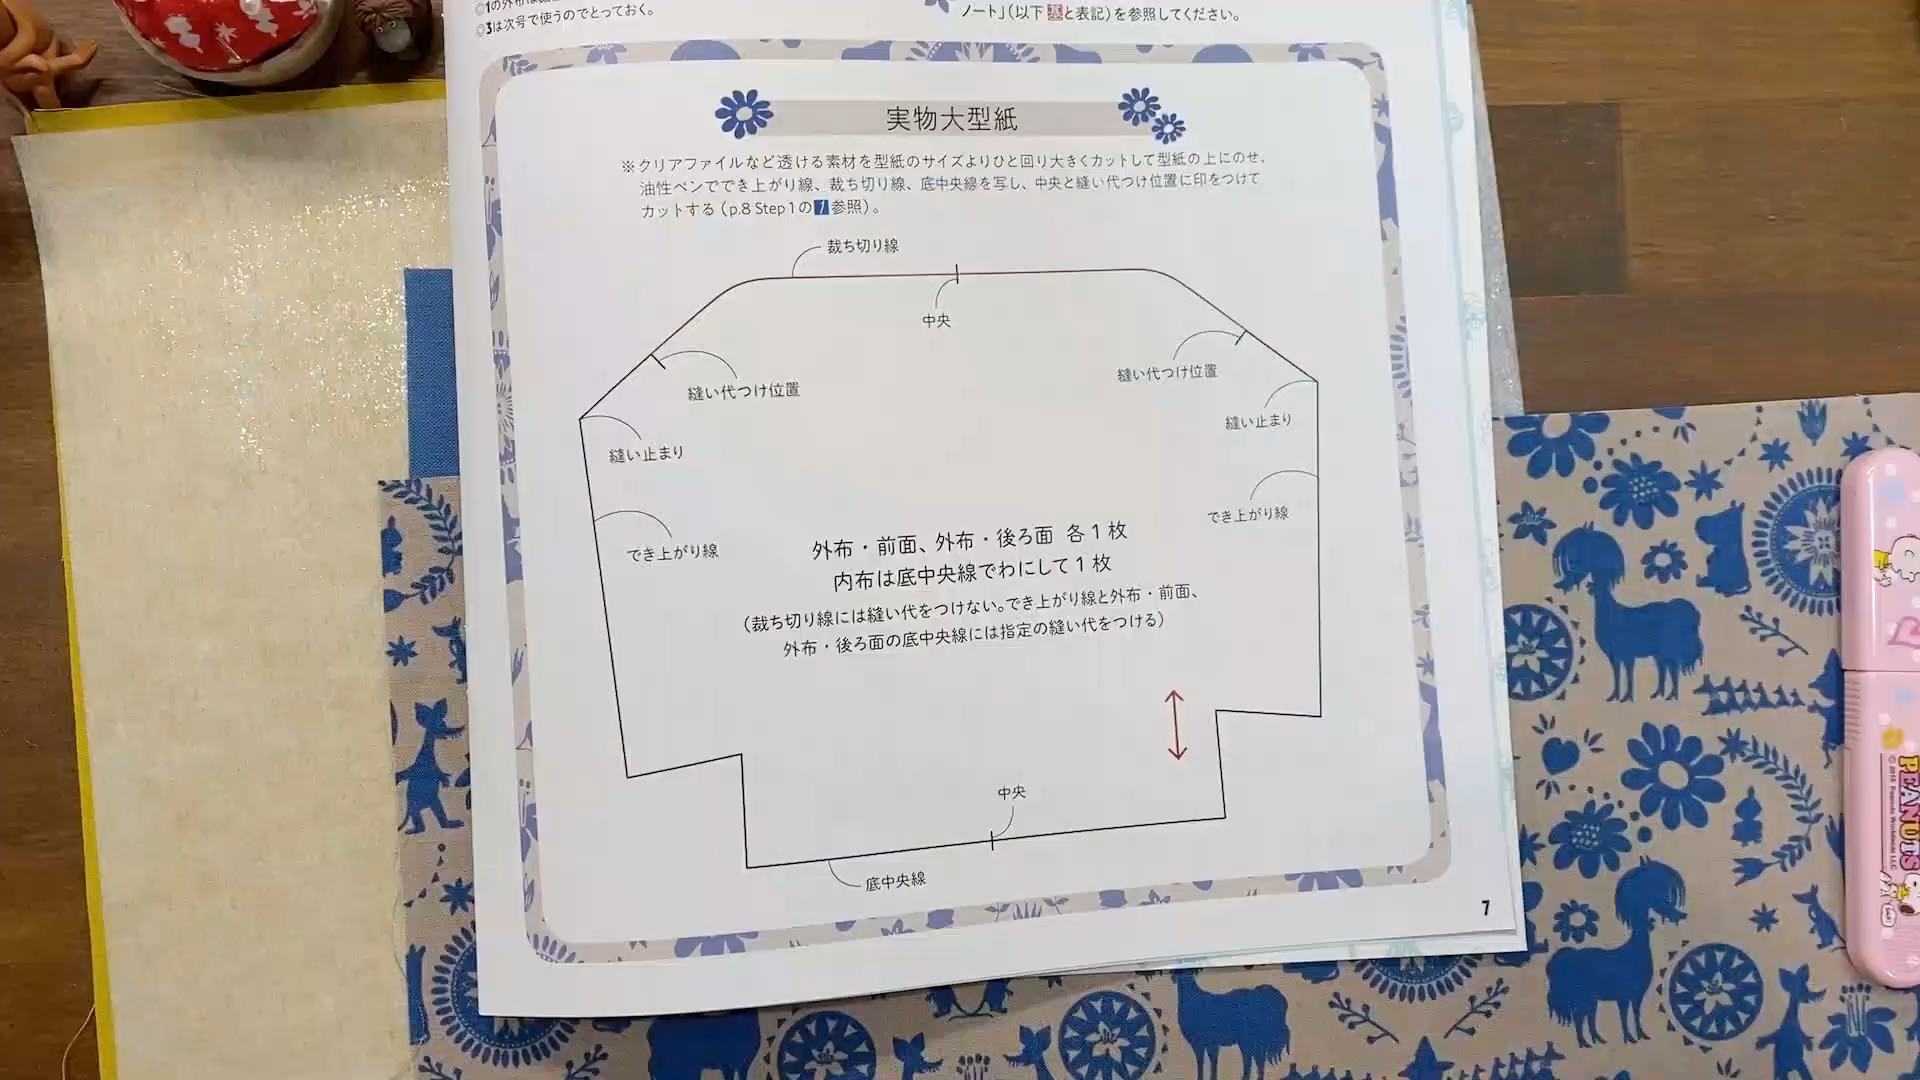 ◎3は次号で使うのでとっておく。
ノート」(以下基と表記)を参照してください。
実物大型紙
※クリアファイルなど透ける素材を型紙のサイズよりひと回り大きくカットして型紙の上にのせ、
油性ペンででき上がり線、裁ち切り線、底中央線を写し、中央と縫い代つけ位置に印をつけて
カットする(p.8 Step1の1参照)。
裁ち切り線
中央
縫い代つけ位置
縫い代つけ位置
縫い止まり
縫い止まり
でき上がり線
でき上がり線
外布・前面、外布・後ろ面 各1枚
内布は底中央線でわにして1枚
(裁ち切り線には縫い代をつけない。でき上がり線と外布・前面、
外布・後ろ面の底中央線には指定の縫い代をつける)
中央
底中央線
7
PEANUTS